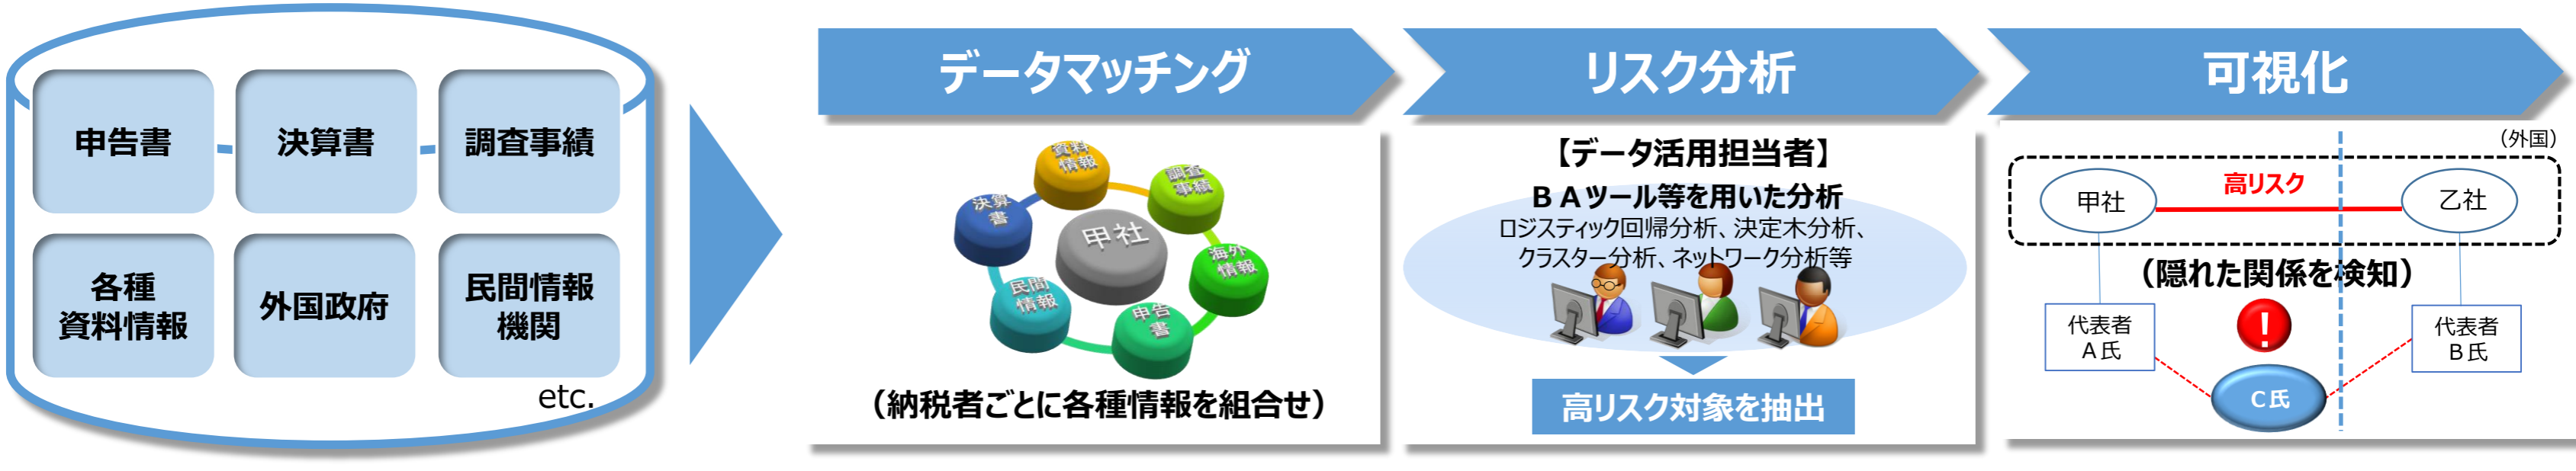 申告書
決算書
調査事績
各種
資料情報
外国政府
民間情報
機関
etc.
データマッチング
資料
情報
調査
事績
決算
書
甲社
海外
情報
民間
情報
申告
書
（納税者ごとに各種情報を組合せ）
リスク分析
【データ活用担当者】
ＢＡツール等を用いた分析
ロジスティック回帰分析、決定木分析、
クラスター分析、ネットワーク分析等
高リスク対象を抽出
可視化
（外国）
高リスク
甲社
乙社
（隠れた関係を検知）
!
代表者
Ａ氏
代表者
Ｂ氏
Ｃ氏